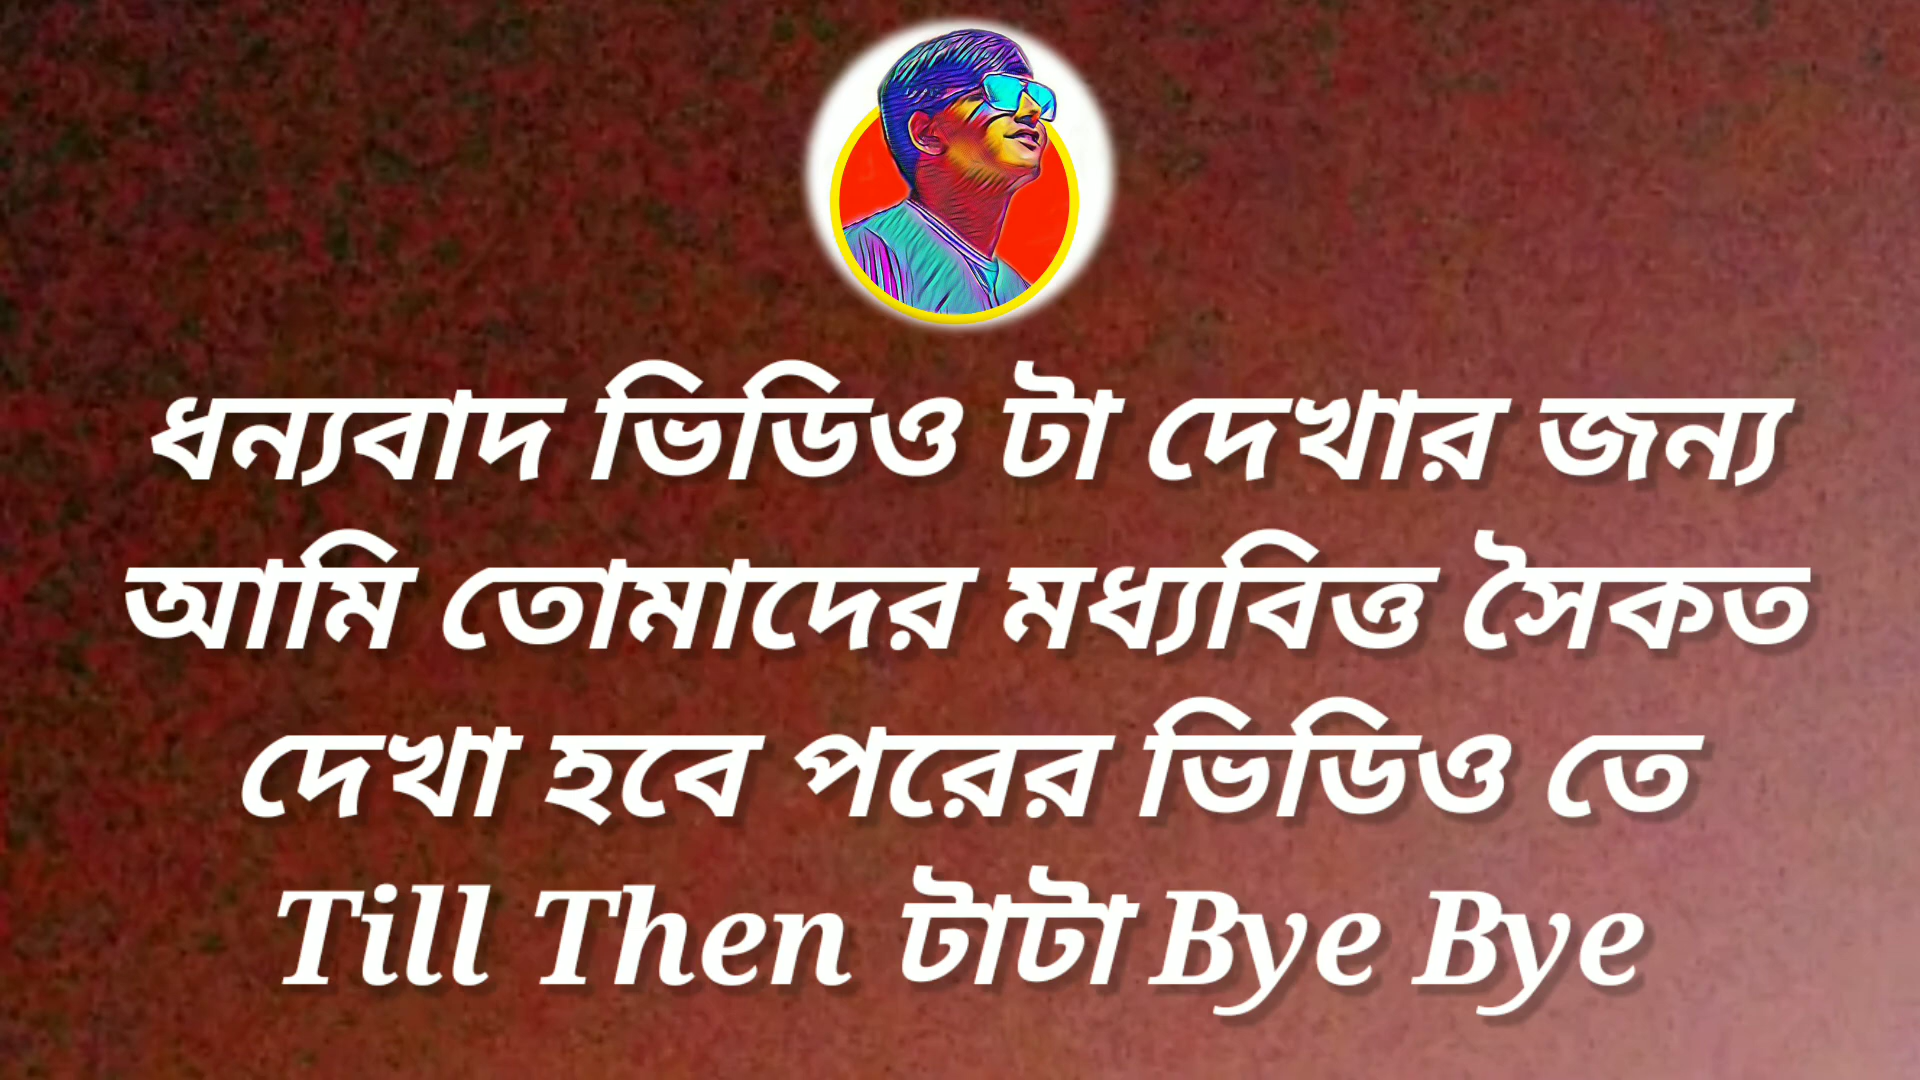 ধন্যবাদ ভিডিও টা দেখার জন্য
আমি তোমাদের মধ্যবিত্ত সৈকত
দেখা হবে পরের ভিডিও তে
Till Then টাটা Bye Bye